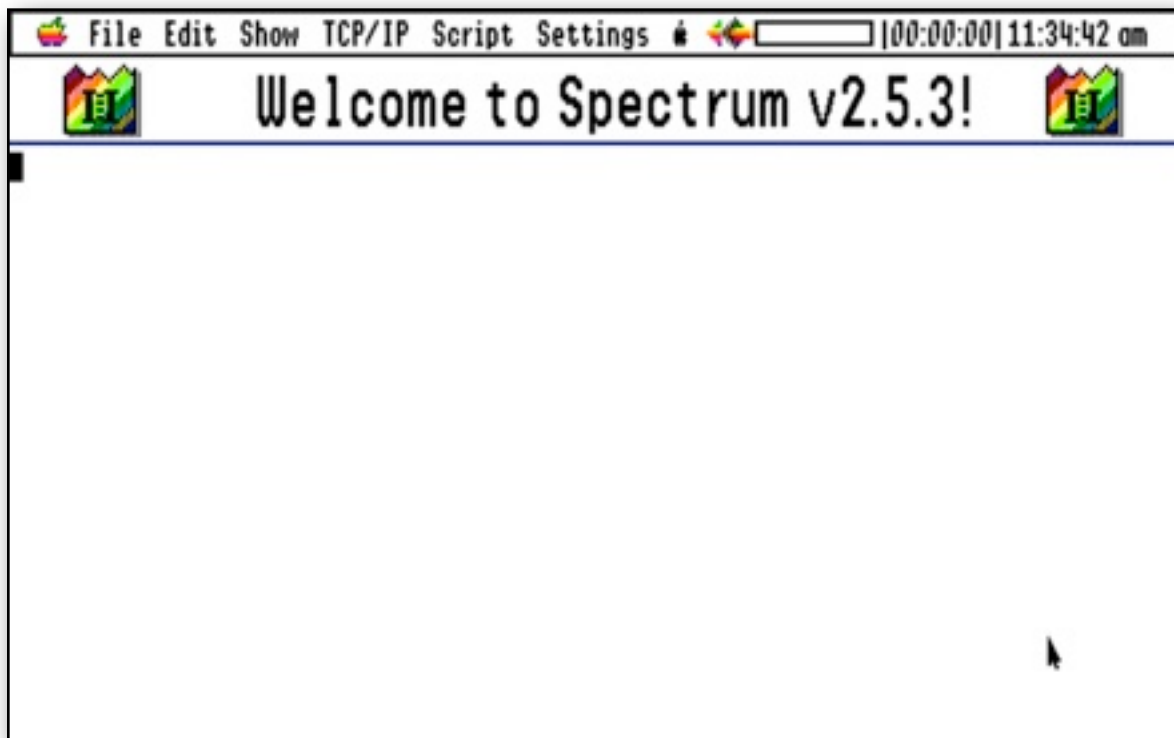 File Edit Show TCP/IP Script Settings |00:00:00| 11:34:42 am
Welcome to Spectrum v2.5.3!